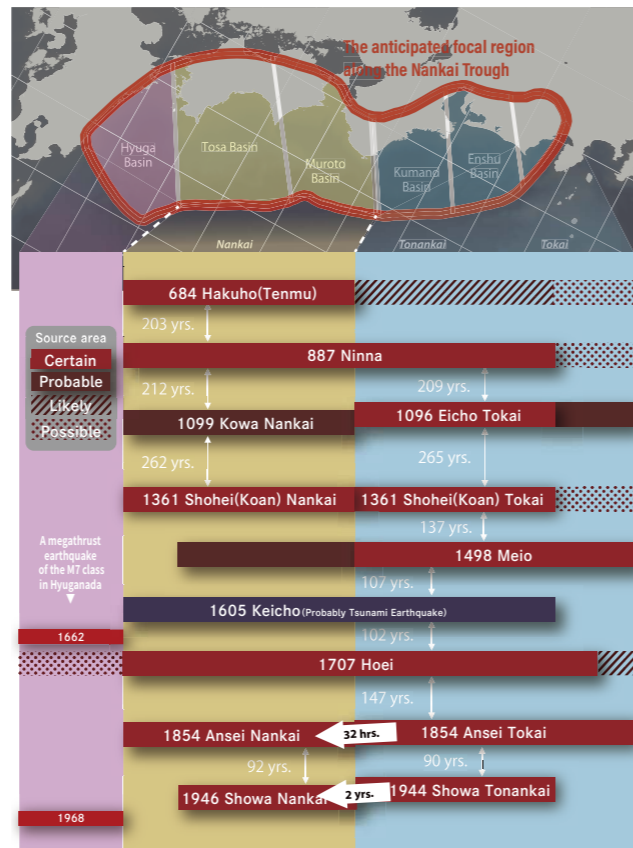 The anticipated focal region
along the Nankai Trough
Hyuga
Basin
Tosa Basin
Muroto
Basin
Kumano
Basin
Enshū
Basin
Nankai
Tonankai
Tokai
684 Hakuho(Tenmu)
203 yrs.
Source area
Certain
Probable
Likely
Possible
887 Ninna
212 yrs.
209 yrs.
1099 Kowa Nankai
1096 Eicho Tokai
262 yrs.
265 yrs.
1361 Shohei(Koan) Nankai
1361 Shohei(Koan) Tokai
137 yrs.
A megathrust
earthquake
of the M7 class
in Hyuganada
1498 Meio
107 yrs.
1605 Keicho(Probably Tsunami Earthquake)
102 yrs.
1662
1707 Hoei
147 yrs.
1854 Ansei Nankai
32 hrs.
1854 Ansei Tokai
92 yrs.
90 yrs.
1946 Showa Nankai
2 yrs.
1944 Showa Tonankai
1968